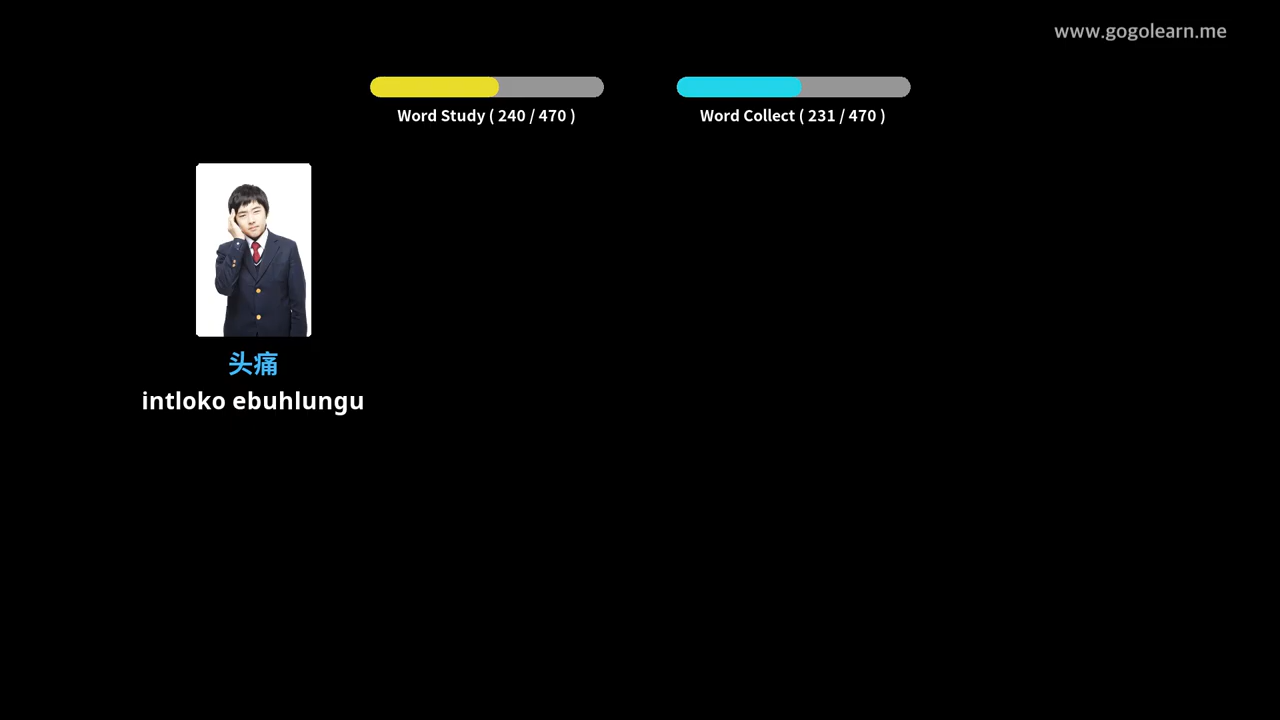 www.gogolearn.me
Word Study ( 240 / 470 )
Word Collect ( 231 / 470 )
头痛
intloko ebuhlungu